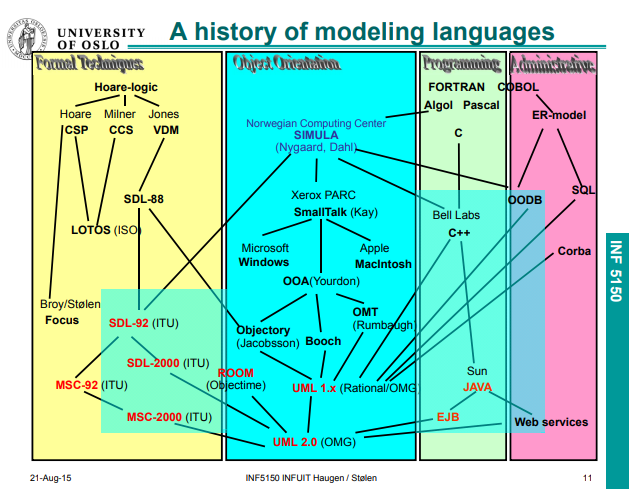 UNIVERSITY
OF OSLO
A history of modeling languages
Formal Techniques
Object Orientation
Programming
Administration
Hoare-logic
Hoare Milner Jones
CSP CCS VDM
SDL-88
LOTOS (ISO)
Broy/Stølen
Focus
SDL-92 (ITU)
SDL-2000 (ITU)
MSC-92 (ITU)
MSC-2000 (ITU)
Norwegian Computing Center
SIMULA
(Nygaard, Dahl)
Xerox PARC
SmallTalk (Kay)
Microsoft
Windows
Apple
MacIntosh
OOA(Yourdon)
OMT
(Rumbaugh)
Objectory
(Jacobsson)
Booch
ROOM
(Objectime)
UML 1.x (Rational/OMG)
UML 2.0 (OMG)
FORTRAN
Algol Pascal
C
Bell Labs
C++
Sun
JAVA
EJB
COBOL
ER-model
OODB
SQL
Corba
Web services
INF 5150
21-Aug-15
INF5150 INFUIT Haugen / Stølen
11